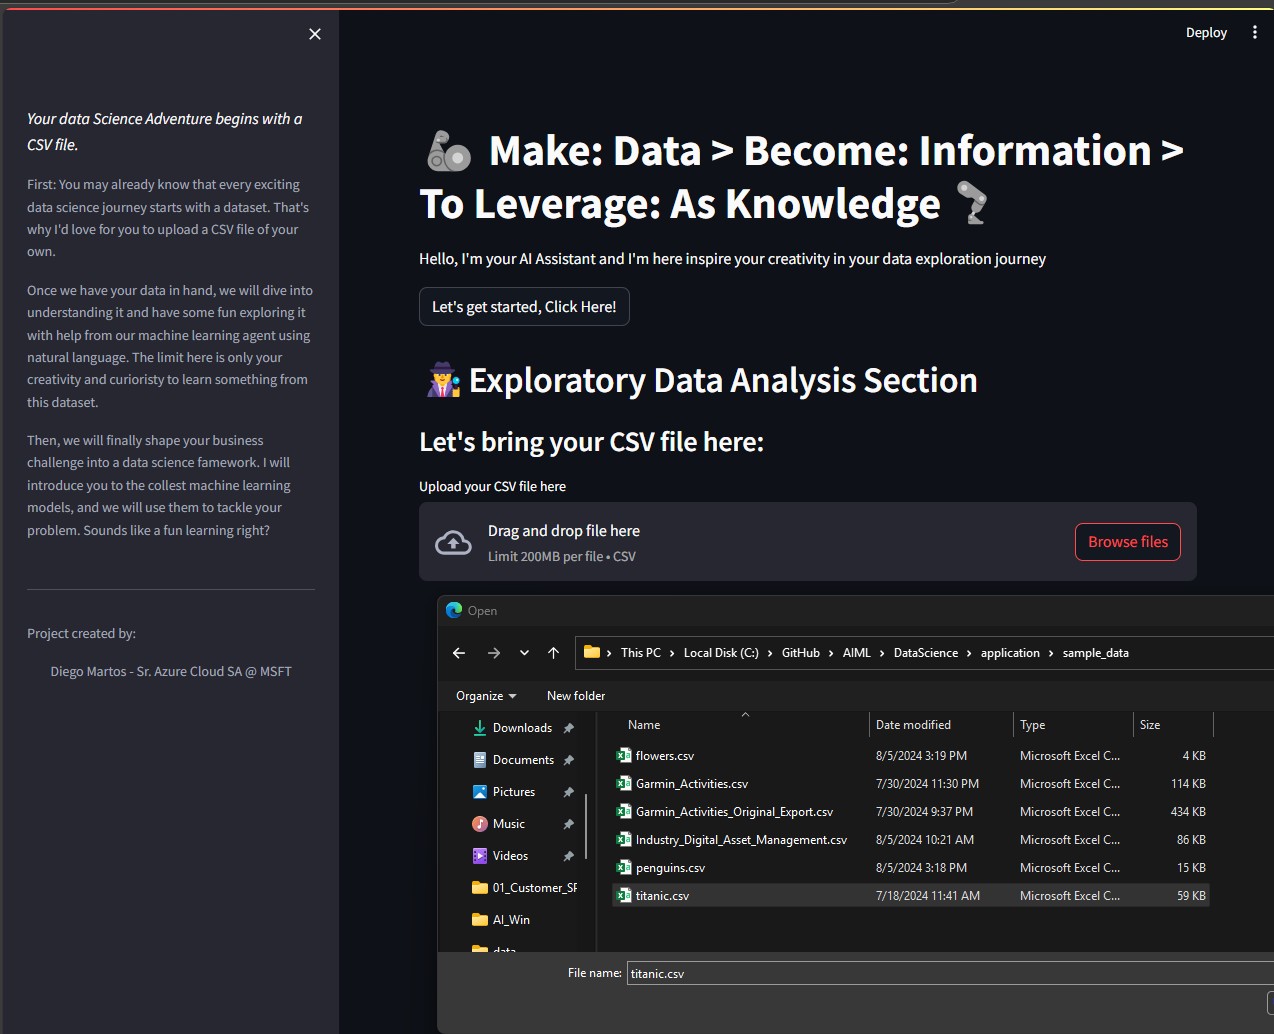 Your data Science Adventure begins with a
CSV file.
First: You may already know that every exciting
data science journey starts with a dataset. That's
why I'd love for you to upload a CSV file of your
own.
Once we have your data in hand, we will dive into
understanding it and have some fun exploring it
with help from our machine learning agent using
natural language. The limit here is only your
creativity and curioristy to learn something from
this dataset.
Then, we will finally shape your business
challenge into a data science famework. I will
introduce you to the collest machine learning
models, and we will use them to tackle your
problem. Sounds like a fun learning right?
Project created by:
Diego Martos - Sr. Azure Cloud SA @ MSFT
Deploy
Make: Data > Become: Information >
To Leverage: As Knowledge
Hello, I'm your AI Assistant and I'm here inspire your creativity in your data exploration journey
Let's get started, Click Here!
Exploratory Data Analysis Section
Let's bring your CSV file here:
Upload your CSV file here
Drag and drop file here
Limit 200MB per file • CSV
Browse files
Open
This PC > Local Disk (C:) > GitHub > AIML > DataScience > application > sample_data
Organize New folder
Downloads
Documents
Pictures
Music
Videos
01_Customer_SF
AI_Win
data
Name Date modified Type Size
flowers.csv 8/5/2024 3:19 PM Microsoft Excel C... 4 KB
Garmin_Activities.csv 7/30/2024 11:30 PM Microsoft Excel C... 114 KB
Garmin_Activities_Original_Export.csv 7/30/2024 9:37 PM Microsoft Excel C... 434 KB
Industry_Digital_Asset_Management.csv 8/5/2024 10:21 AM Microsoft Excel C... 86 KB
penguins.csv 8/5/2024 3:18 PM Microsoft Excel C... 15 KB
titanic.csv 7/18/2024 11:41 AM Microsoft Excel C... 59 KB
File name: titanic.csv